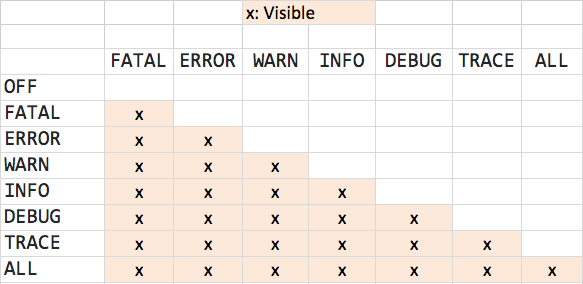 x: Visible
FATAL ERROR WARN INFO DEBUG TRACE ALL
OFF
FATAL x
ERROR x x
WARN x x x
INFO x x x x
DEBUG x x x x x
TRACE x x x x x x
ALL x x x x x x x